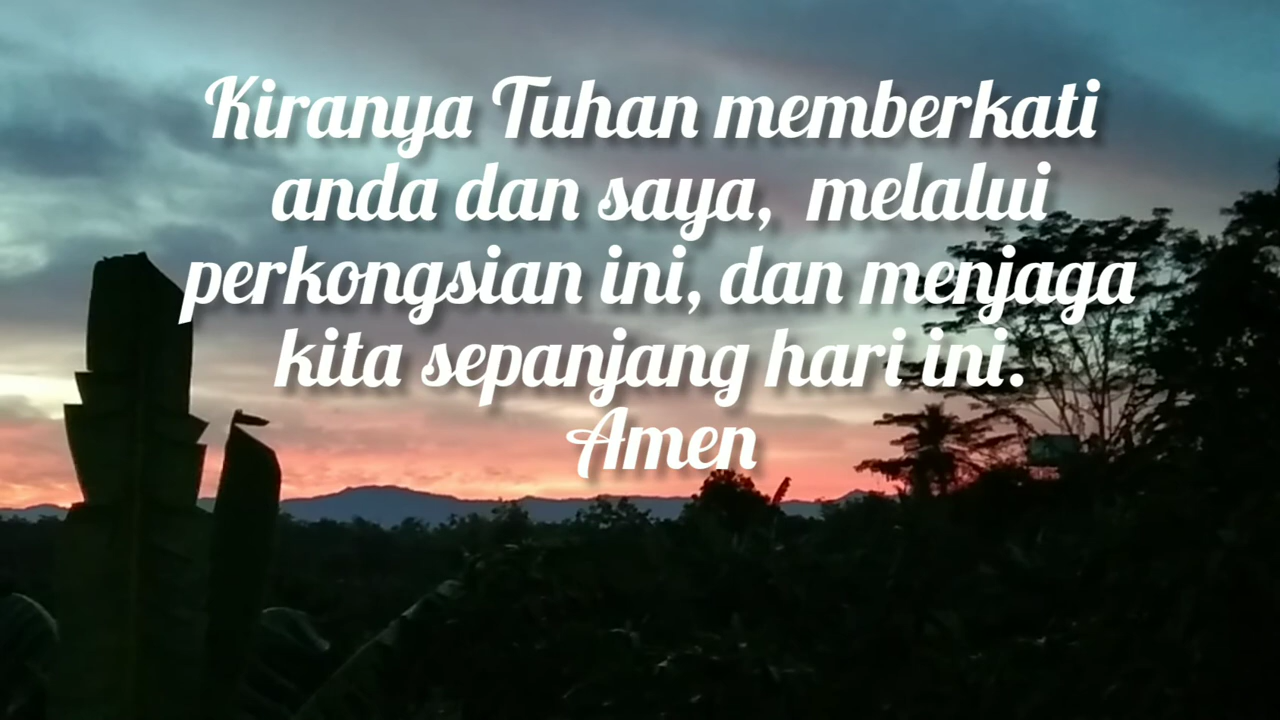 Kiranya Tuhan memberkati
anda dan saya, melalui
perkongsian ini, dan menjaga
kita sepanjang hari ini.
Amen